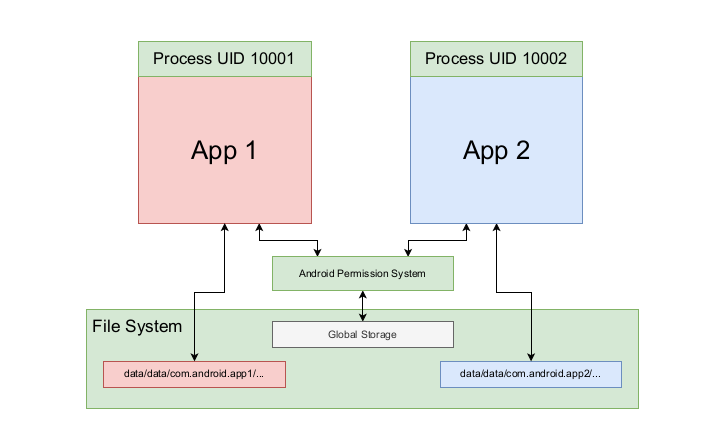 Process UID 10001
Process UID 10002
App 1
App 2
Android Permission System
File System
Global Storage
data/data/com.android.app1/...
data/data/com.android.app2/...